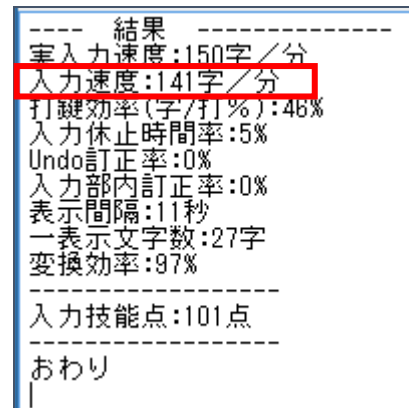 ---- 結果 --------------
実入力速度:150字／分
入力速度:141字／分
打鍵効率(字/打%):46%
入力休止時間率:5%
Undo訂正率:0%
入力部内訂正率:0%
表示間隔:11秒
一表示文字数:27字
変換効率:97%
------------------
入力技能点:101点
------------------
おわり